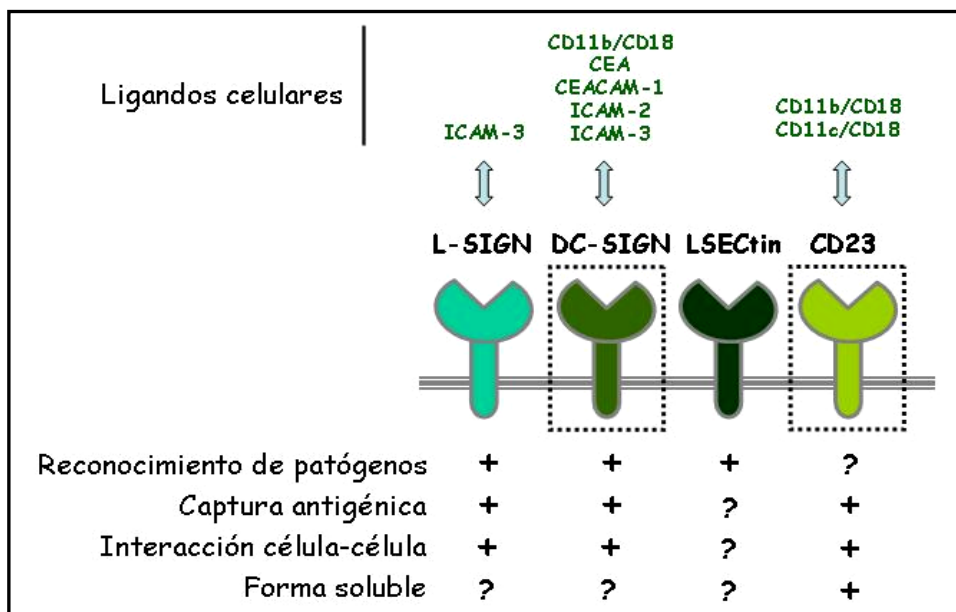 Ligandos celulares
ICAM-3
CD11b/CD18
CEA
CEACAM-1
ICAM-2
ICAM-3
CD11b/CD18
CD11c/CD18
L-SIGN DC-SIGN LSECtin CD23
Reconocimiento de patógenos + + + ?
Captura antigénica + + ? +
Interacción célula-célula + + ? +
Forma soluble ? ? ? +